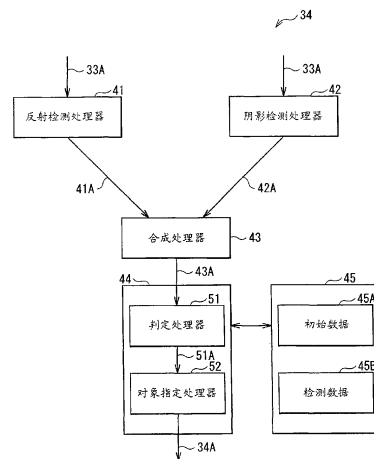 34
33A
33A
41
42
反射检测处理器
阴影检测处理器
41A
42A
合成处理器
43
43A
44
45
51
45A
判定处理器
初始数据
51A
52
45B
对象指定处理器
检测数据
34A